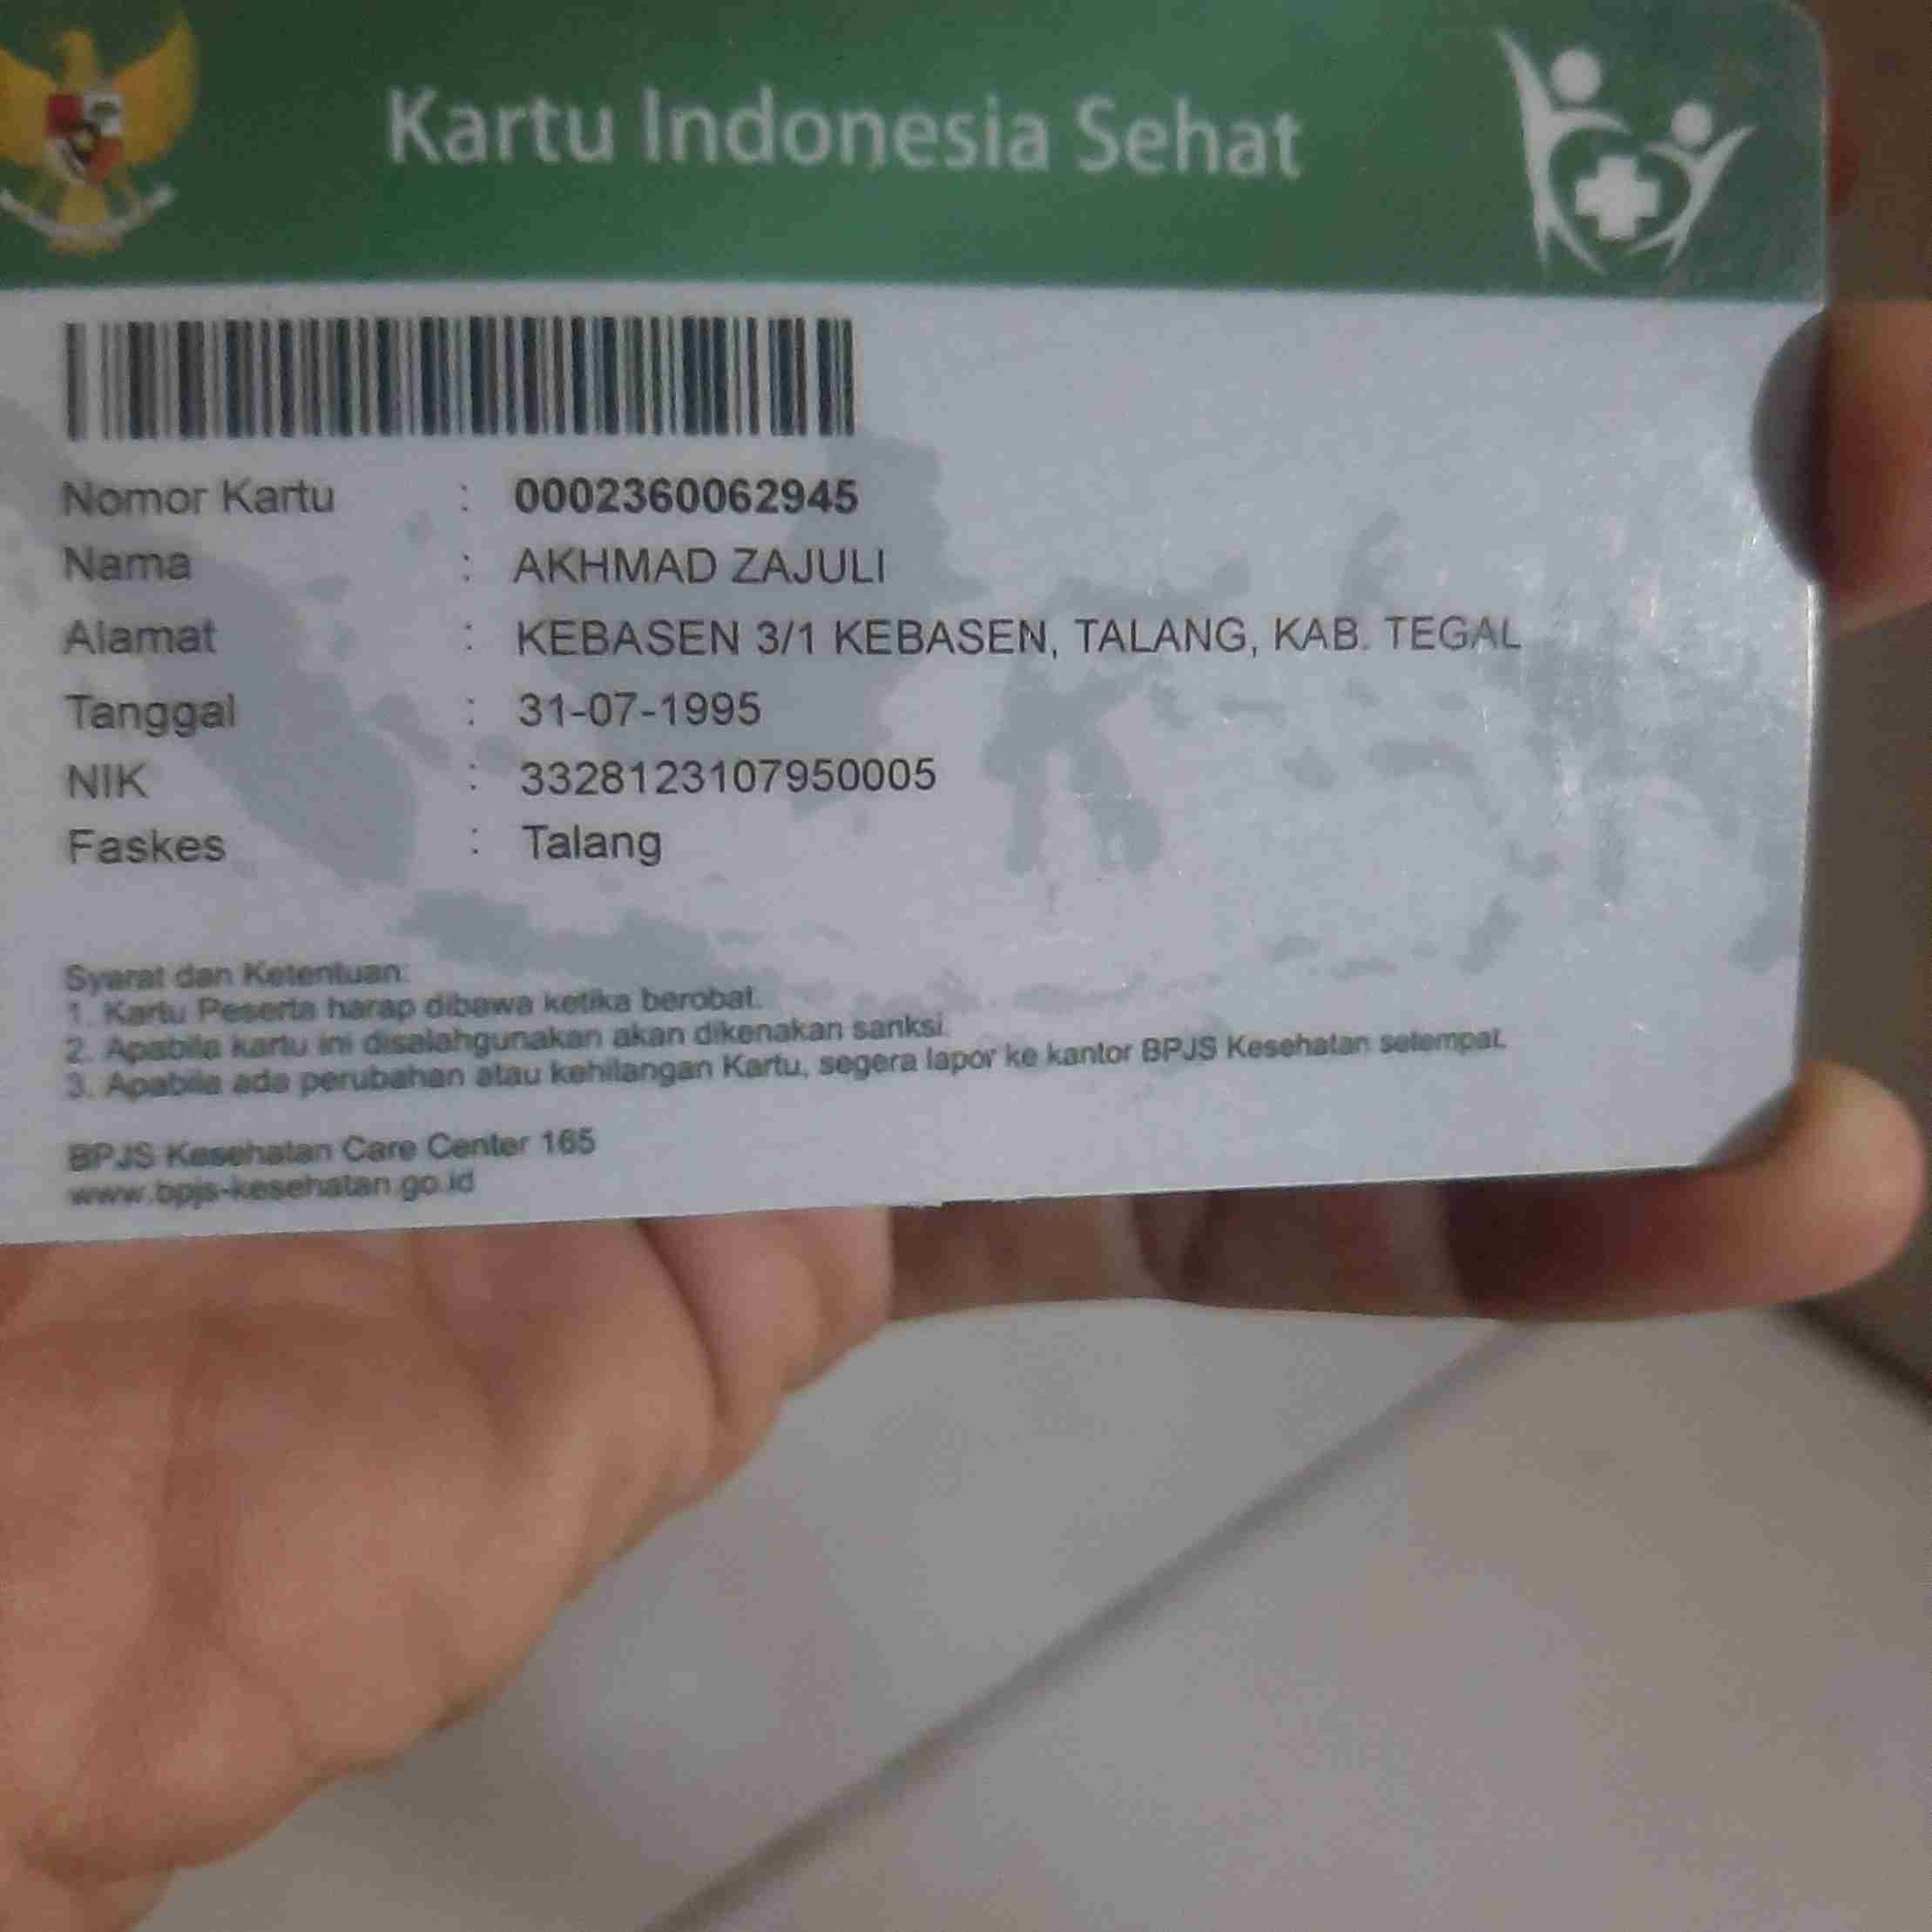 Kartu Indonesia Sehat
Nomor Kartu : 0002360062945
Nama : AKHMAD ZAJULI
Alamat : KEBASEN 3/1 KEBASEN, TALANG, KAB. TEGAL
Tanggal : 31-07-1995
NIK : 3328123107950005
Faskes : Talang
Syarat dan Ketentuan:
1. Kartu Peserta harap dibawa ketika berobat.
2. Apabila kartu ini disalahgunakan akan dikenakan sanksi.
3. Apabila ada perubahan atau kehilangan Kartu, segera lapor ke kantor BPJS Kesehatan setempat.
BPJS Kesehatan Care Center 165
www.bpjs-kesehatan.go.id